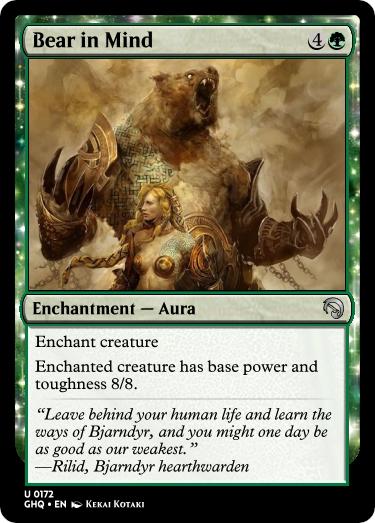 Bear in Mind 4
Enchantment — Aura
Enchant creature
Enchanted creature has base power and
toughness 8/8.
“Leave behind your human life and learn the
ways of Bjarndyr, and you might one day be
as good as our weakest.”
—Rilid, Bjarndyr hearthwarden
U 0172
GHQ • EN Kekai Kotaki